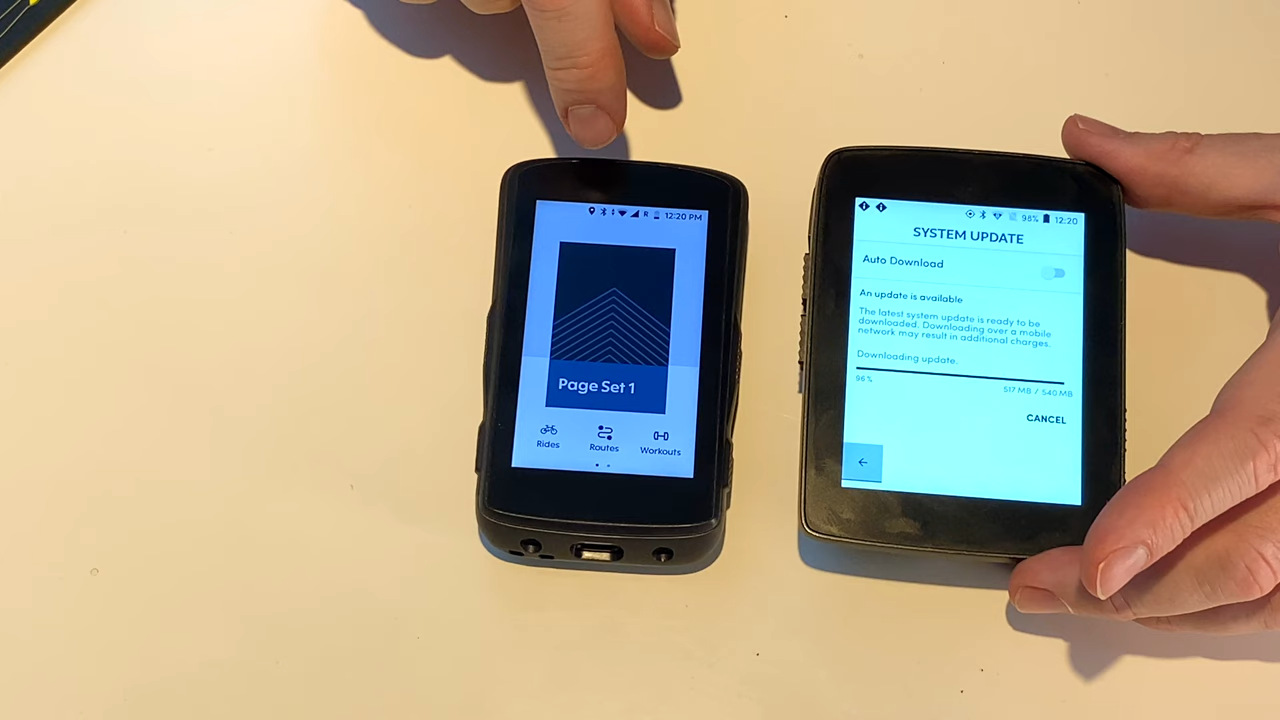 R 12:20 PM
Page Set 1
Rides Routes Workouts
98% 12:20
SYSTEM UPDATE
Auto Download
An update is available
The latest system update is ready to be
downloaded. Downloading over a mobile
network may result in additional charges.
Downloading update.
96% 517 MB / 540 MB
CANCEL